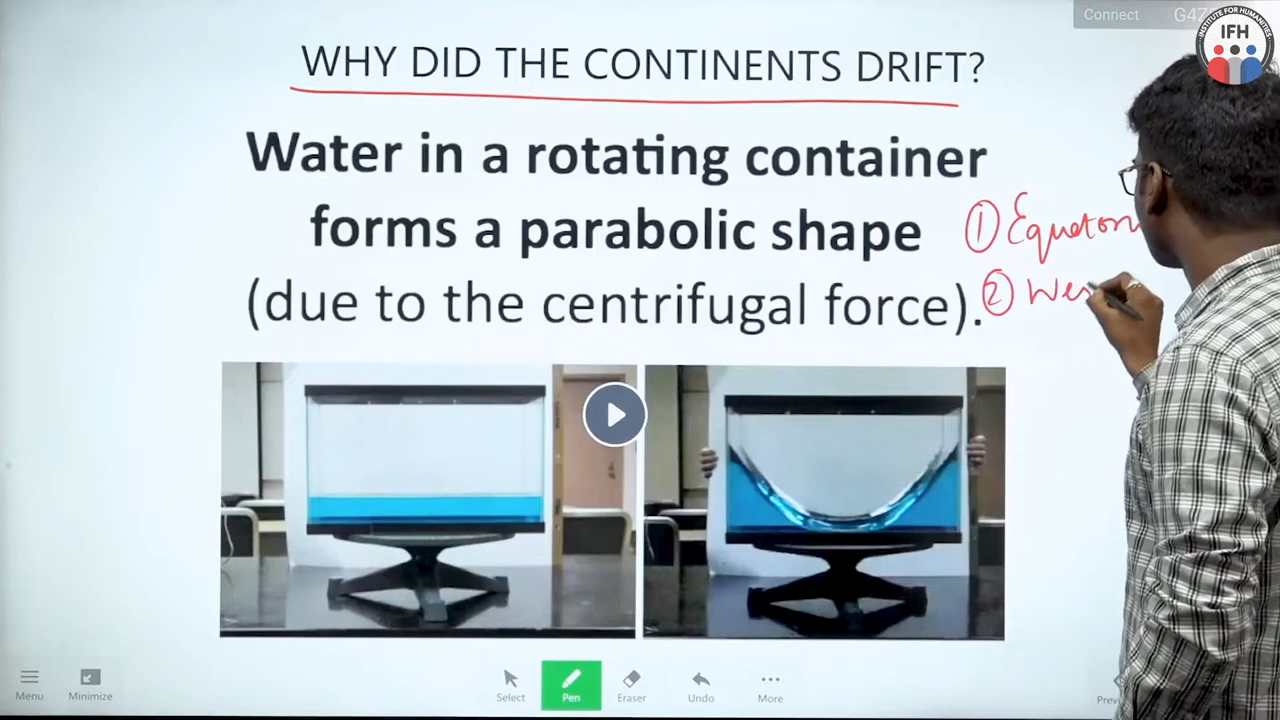 Connect
INSTITUTE FOR HUMANITIES
IFH
WHY DID THE CONTINENTS DRIFT?
Water in a rotating container
forms a parabolic shape
(due to the centrifugal force).
① Equator
② Wes
Menu
Minimize
Select
Pen
Eraser
Undo
More